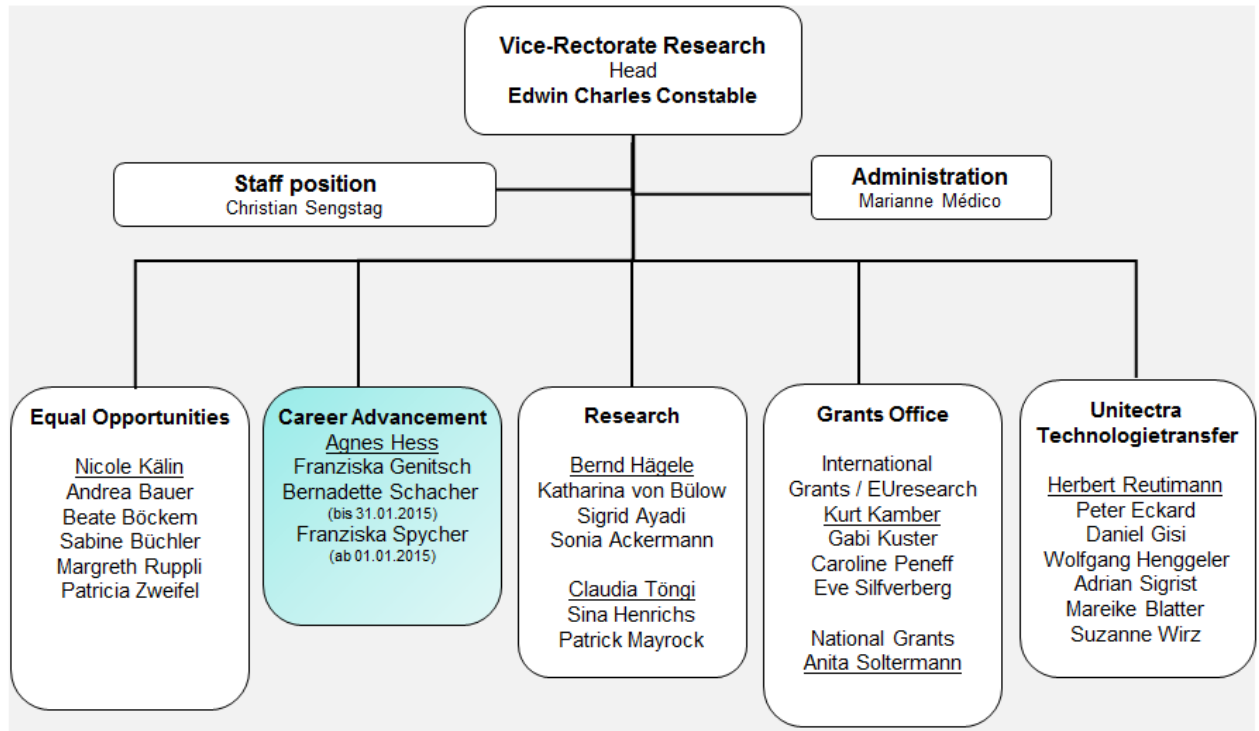 Vice-Rectorate Research
Head
Edwin Charles Constable
Staff position
Christian Sengstag
Administration
Marianne Médico
Equal Opportunities
Nicole Kälin
Andrea Bauer
Beate Böckem
Sabine Büchler
Margreth Ruppli
Patricia Zweifel
Career Advancement
Agnes Hess
Franziska Genitsch
Bernadette Schacher
(bis 31.01.2015)
Franziska Spycher
(ab 01.01.2015)
Research
Bernd Hägele
Katharina von Bülow
Sigrid Ayadi
Sonia Ackermann
Claudia Töngi
Sina Henrichs
Patrick Mayrock
Grants Office
International
Grants / EUresearch
Kurt Kamber
Gabi Kuster
Caroline Peneff
Eve Silfverberg
National Grants
Anita Soltermann
Unitectra
Technologietransfer
Herbert Reutimann
Peter Eckard
Daniel Gisi
Wolfgang Henggeler
Adrian Sigrist
Mareike Blatter
Suzanne Wirz